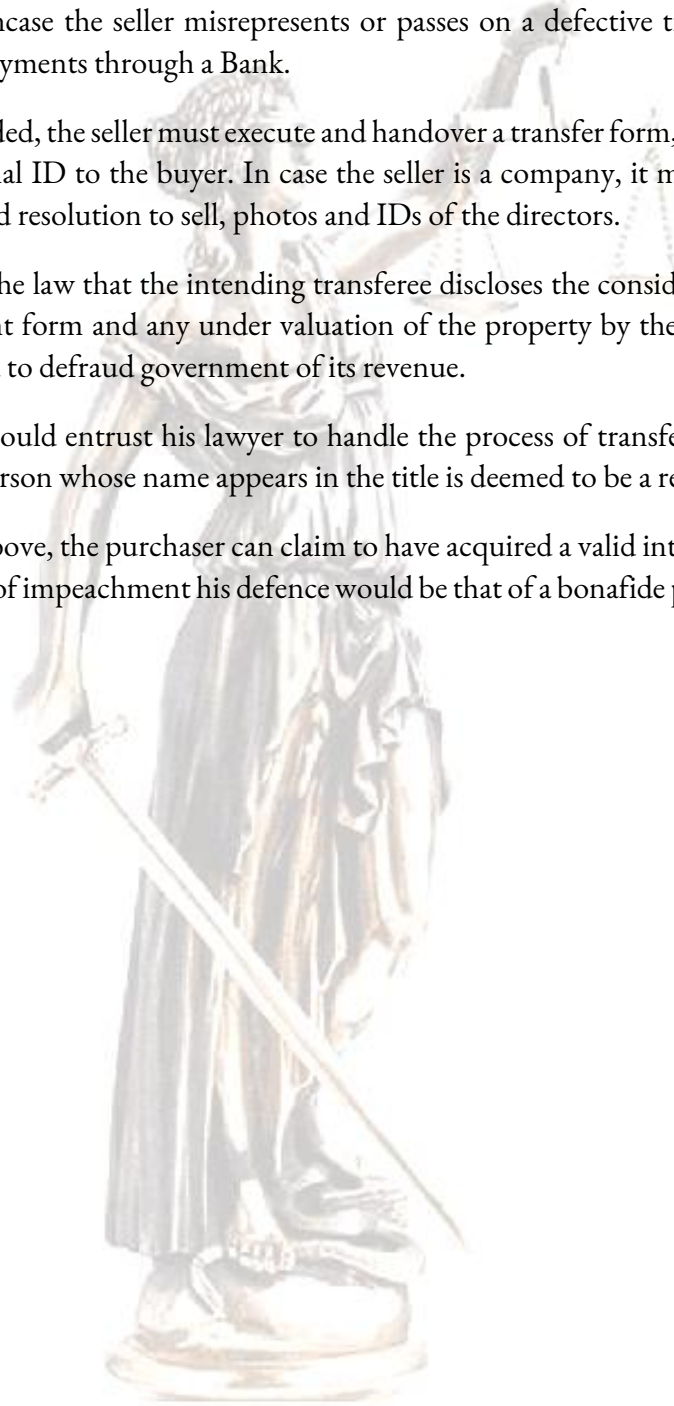 case the seller misrepresents or passes on a defective
yments through a Bank.
ded, the seller must execute and handover a transfer form,
al ID to the buyer. In case the seller is a company, it
d resolution to sell, photos and IDs of the directors.
he law that the intending transferee discloses the consid
nt form and any under valuation of the property by the
to defraud government of its revenue.
ould entrust his lawyer to handle the process of transfe
rson whose name appears in the title is deemed to be a re
ove, the purchaser can claim to have acquired a valid int
of impeachment his defence would be that of a bonafide